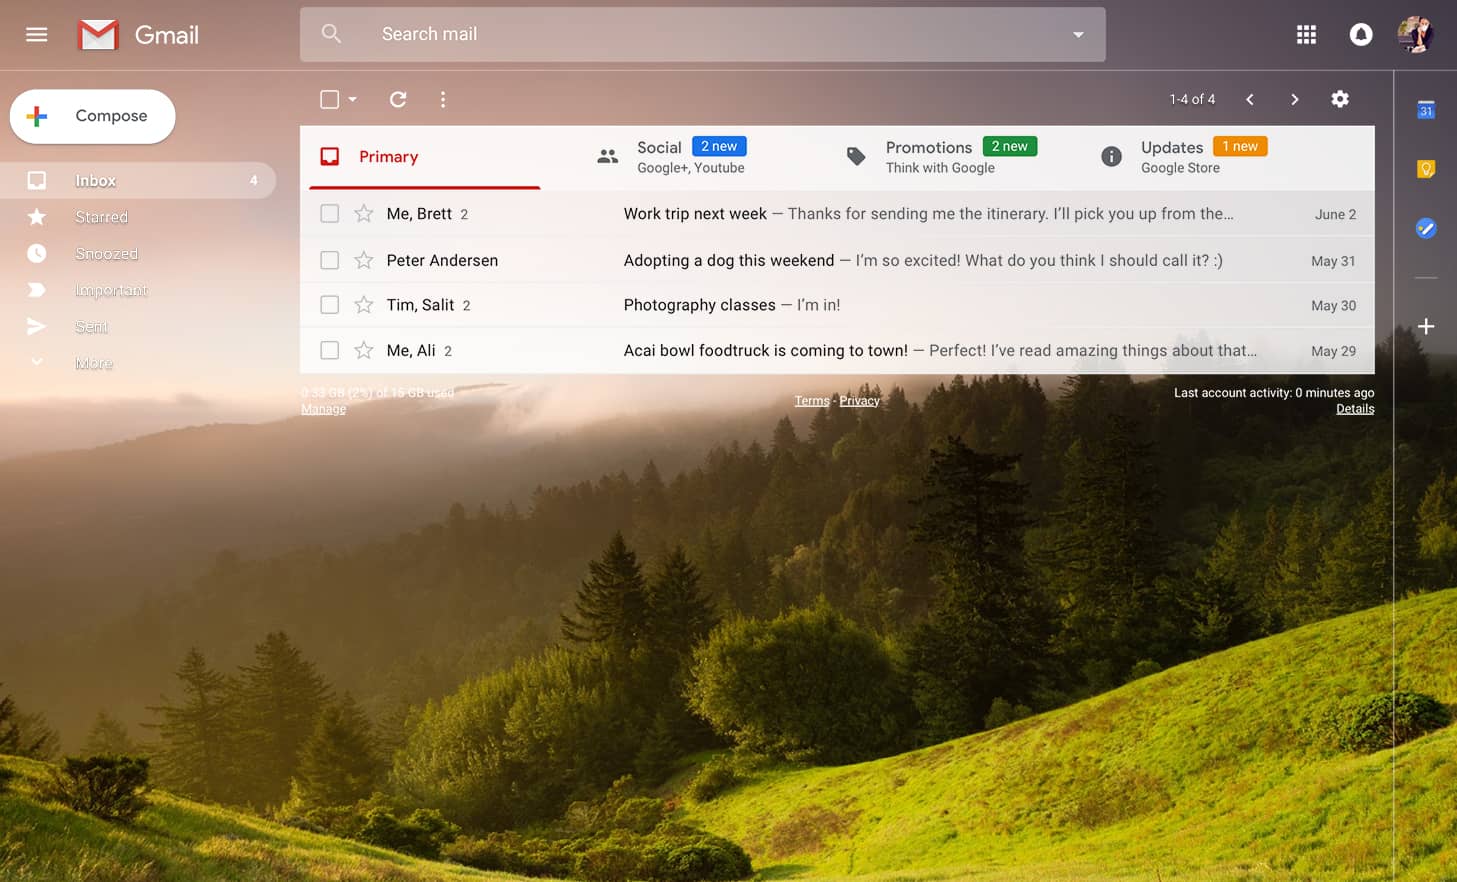 Gmail
Search mail
Compose
1-4 of 4
31
Inbox 4
Starred
Snoozed
Important
Sent
More
Primary
Social 2 new
Google+, Youtube
Promotions 2 new
Think with Google
Updates 1 new
Google Store
Me, Brett 2 Work trip next week — Thanks for sending me the itinerary. I’ll pick you up from the... June 2
Peter Andersen Adopting a dog this weekend — I’m so excited! What do you think I should call it? :) May 31
Tim, Salit 2 Photography classes — I’m in! May 30
Me, Ali 2 Acai bowl foodtruck is coming to town! — Perfect! I’ve read amazing things about that... May 29
0.33 GB (2%) of 15 GB used
Manage
Terms - Privacy
Last account activity: 0 minutes ago
Details